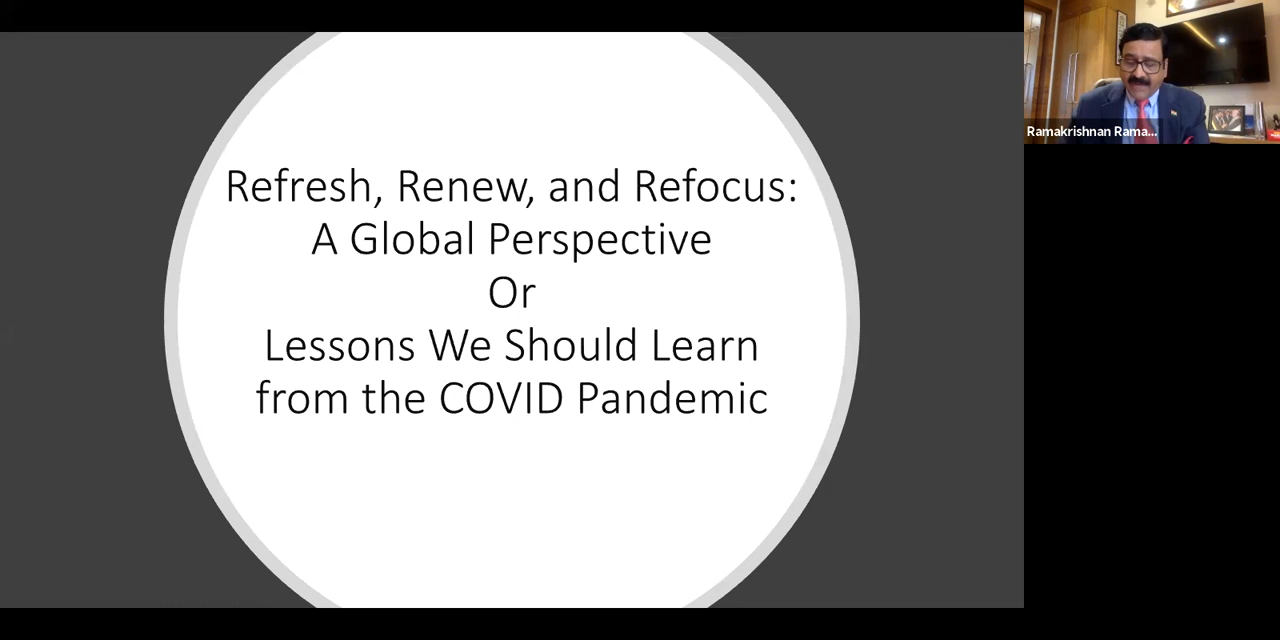 Refresh, Renew, and Refocus:
A Global Perspective
Or
Lessons We Should Learn
from the COVID Pandemic
Ramakrishnan Rama...